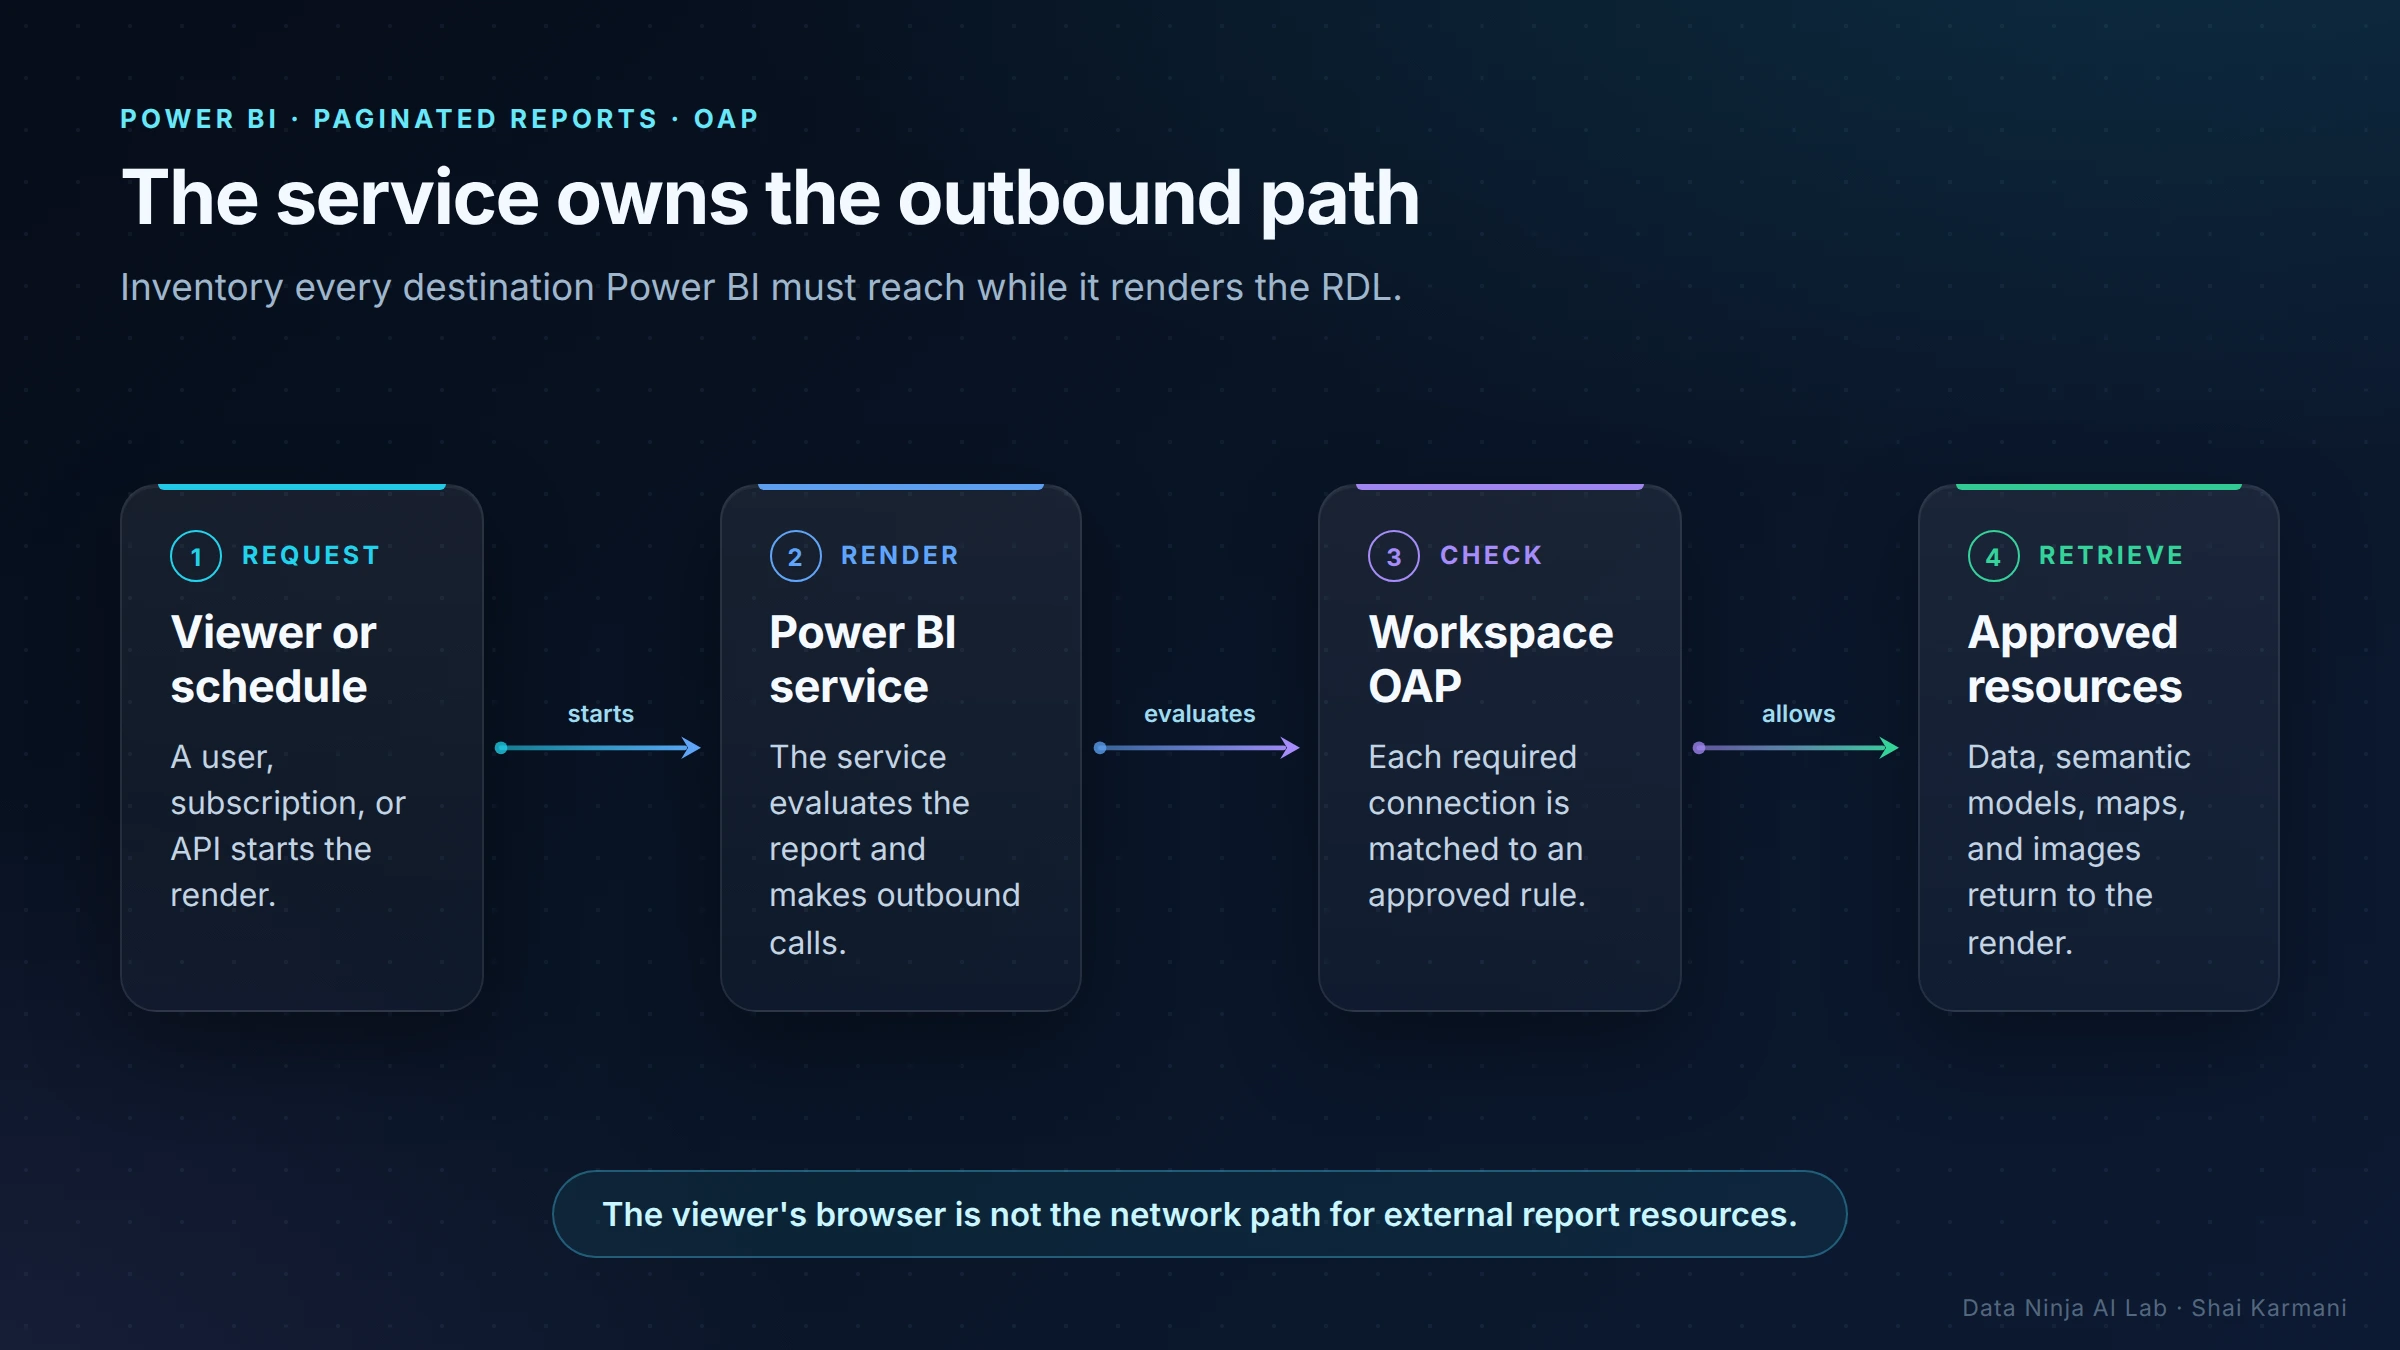 POWER BI · PAGINATED REPORTS · OAP
The service owns the outbound path
Inventory every destination Power BI must reach while it renders the RDL.
1 REQUEST
Viewer or
schedule
A user,
subscription, or
API starts the
render.
starts
2 RENDER
Power BI
service
The service
evaluates the
report and
makes outbound
calls.
evaluates
3 CHECK
Workspace
OAP
Each required
connection is
matched to an
approved rule.
allows
4 RETRIEVE
Approved
resources
Data, semantic
models, maps,
and images
return to the
render.
The viewer's browser is not the network path for external report resources.
Data Ninja AI Lab · Shai Karmani